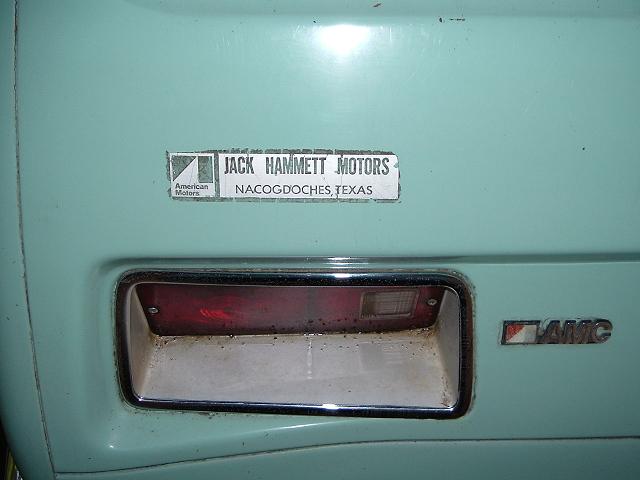 JACK HAMMETT MOTORS
American
Motors
NACOGDOCHES, TEXAS
AMC